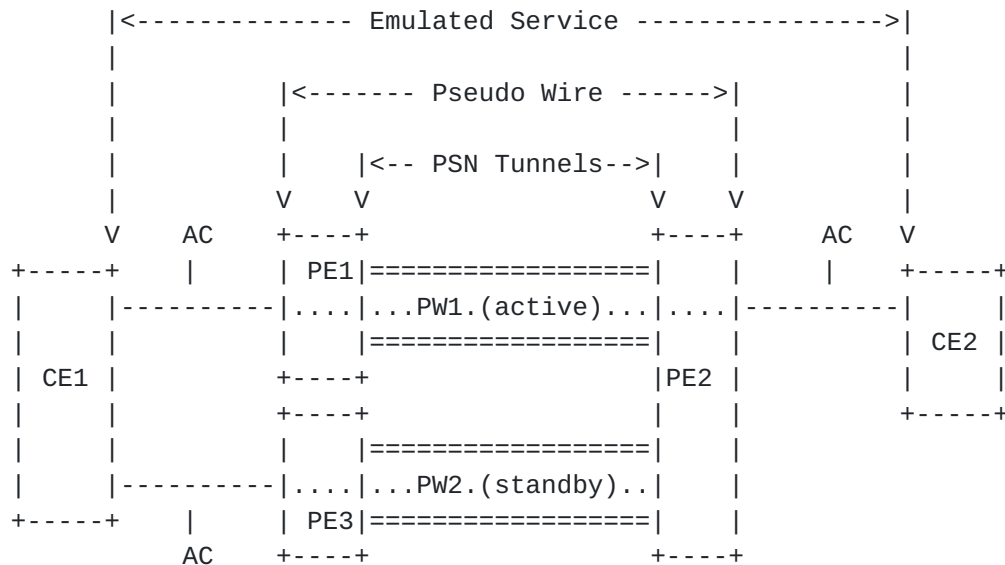 |<-------------- Emulated Service ---------------->|
|                                                  |
|          |<------- Pseudo Wire ------>|          |
|          |                            |          |
|          |    |<-- PSN Tunnels-->|    |          |
|          V    V                  V    V          |
V    AC    +----+                  +----+     AC   V
+-----+    |     | PE1|==================|    |     |    +-----+
|     |----------|....|...PW1.(active)...|....|----------|     |
|     |          |    |==================|    |          | CE2 |
| CE1 |          +----+                  |PE2 |          |     |
|     |          +----+                  |    |          +-----+
|     |          |    |==================|    |
|     |----------|....|...PW2.(standby)..|    |
+-----+    |     | PE3|==================|    |
AC    +----+                  +----+